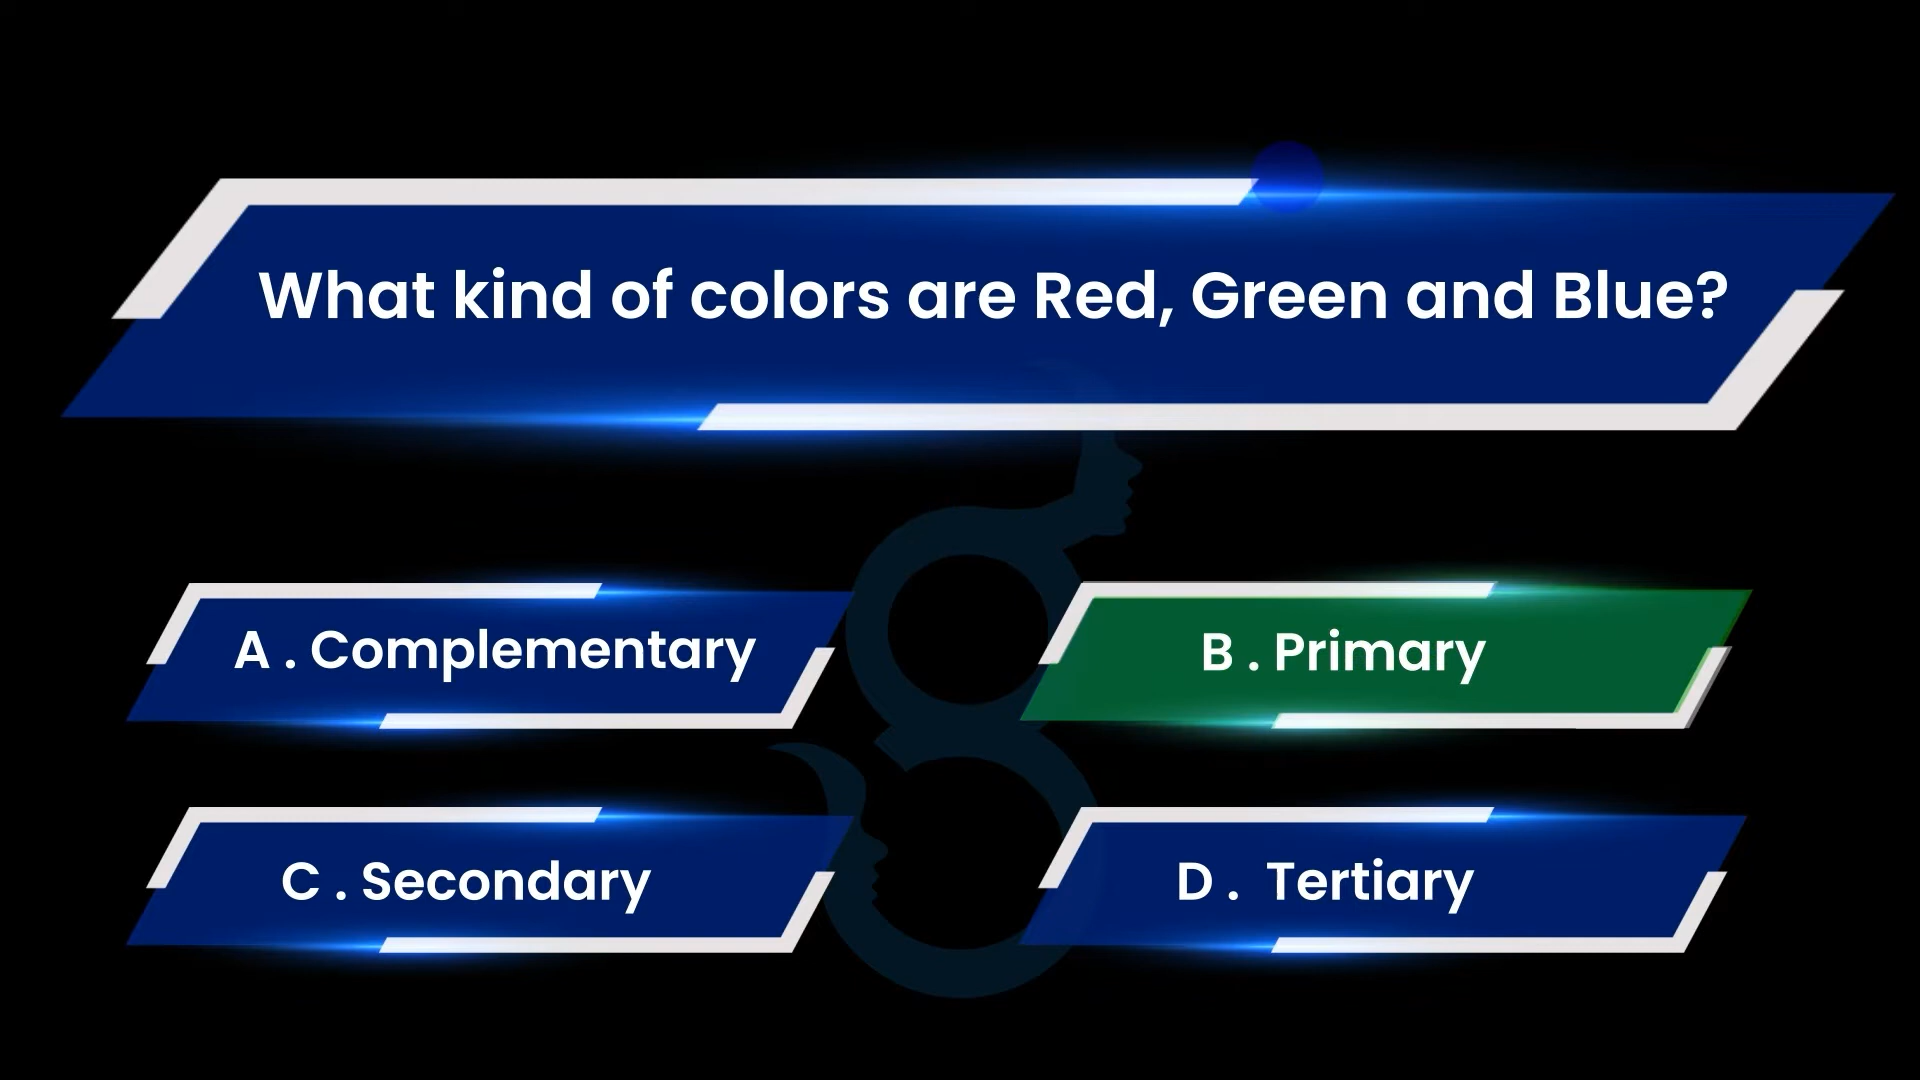 What kind of colors are Red, Green and Blue?
A . Complementary
B . Primary
C . Secondary
D . Tertiary